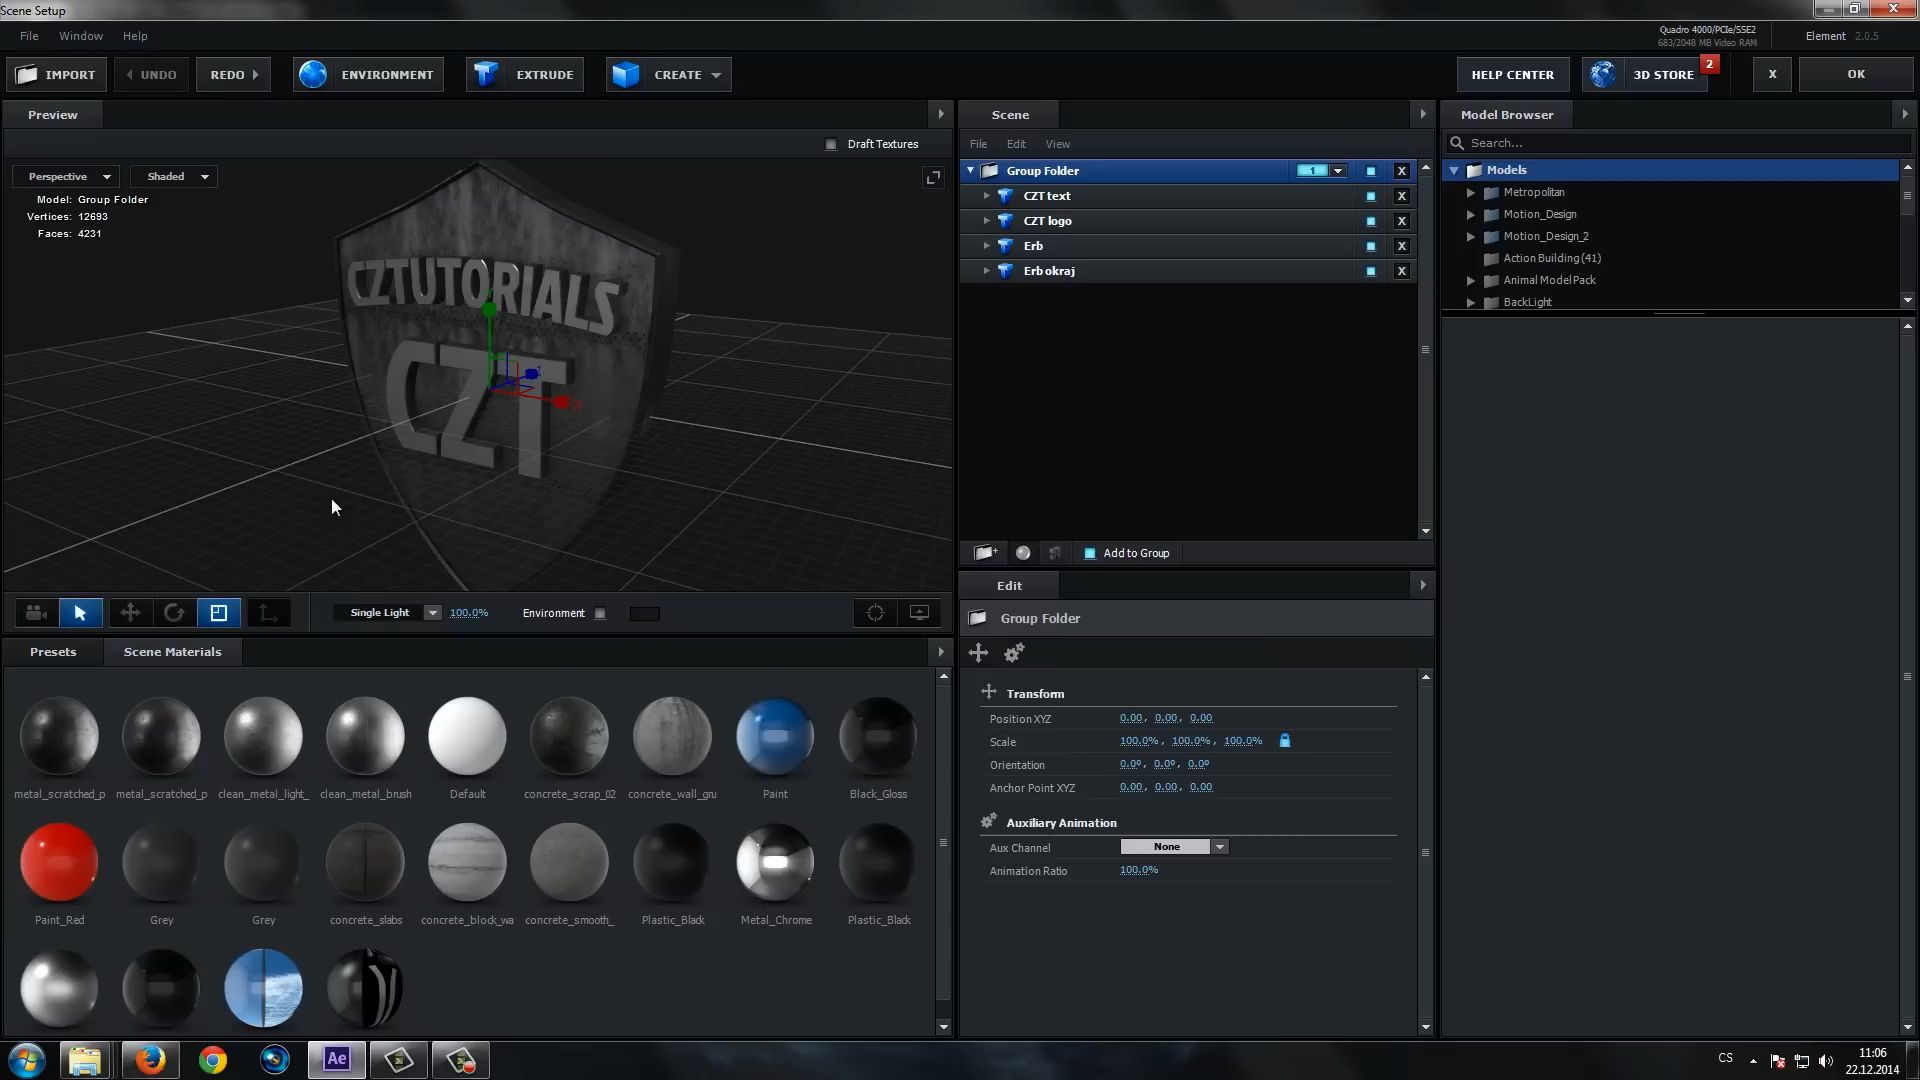 Scene Setup
File Window Help
Quadro 4000/PCIe/SSE2
683/2048 MB Video RAM
Element 2.0.5
IMPORT UNDO REDO ENVIRONMENT EXTRUDE CREATE HELP CENTER 3D STORE 2 X OK
Preview
Draft Textures
Perspective Shaded
Model: Group Folder
Vertices: 12693
Faces: 4231
CZTUTORIALS
CZT
Single Light 100.0% Environment
Scene
File Edit View
Group Folder 1 X
CZT text X
CZT logo X
Erb X
Erb okraj X
Add to Group
Model Browser
Search...
Models
Metropolitan
Motion_Design
Motion_Design_2
Action Building (41)
Animal Model Pack
BackLight
Presets Scene Materials
metal_scratched_p metal_scratched_p clean_metal_light_ clean_metal_brush Default concrete_scrap_02 concrete_wall_gru Paint Black_Gloss
Paint_Red Grey Grey concrete_slabs concrete_block_wa concrete_smooth_ Plastic_Black Metal_Chrome Plastic_Black
Edit
Group Folder
Transform
Position XYZ 0.00, 0.00, 0.00
Scale 100.0%, 100.0%, 100.0%
Orientation 0.0º, 0.0º, 0.0º
Anchor Point XYZ 0.00, 0.00, 0.00
Auxiliary Animation
Aux Channel None
Animation Ratio 100.0%
Ae
CS
11:06
22.12.2014